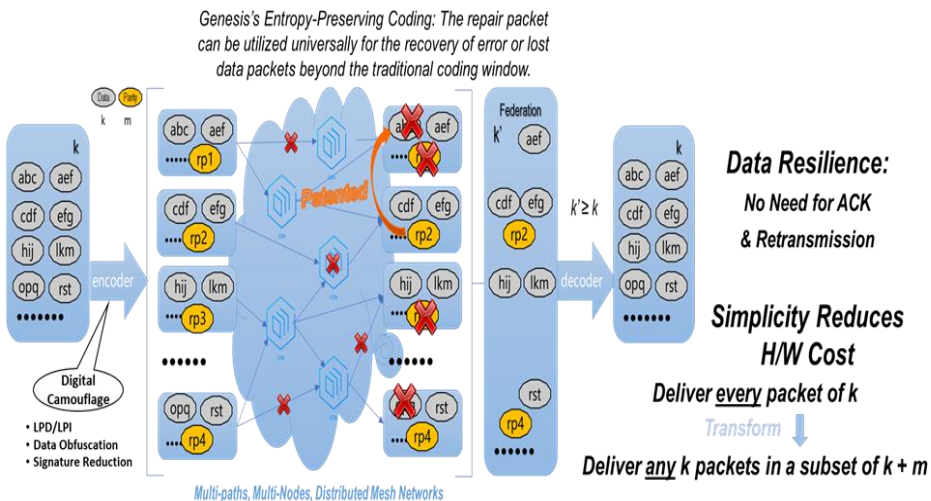 Genesis's Entropy-Preserving Coding: The repair packet
can be utilized universally for the recovery of error or lost
data packets beyond the traditional coding window.
Data Parity
k m
k
abc aef
cdf efg
hij lkm
opq rst
•••••••
encoder
Digital
Camouflage
• LPD/LPI
• Data Obfuscation
• Signature Reduction
abc aef
•••••• rp1
cdf efg
•••• rp2
hij lkm
•••• rp3
••••••
opq rst
•••• rp4
Patented
Multi-paths, Multi-Nodes, Distributed Mesh Networks
aef
cdf efg
•••• rp2
hij lkm
••••••
rst
•••• rp4
Federation
k' aef
cdf efg
rp2
hij lkm
rst
rp4
••••••
k'≥k
decoder
k
abc aef
cdf efg
hij lkm
opq rst
•••••••
Data Resilience:
No Need for ACK
& Retransmission
Simplicity Reduces
H/W Cost
Deliver every packet of k
Transform
Deliver any k packets in a subset of k + m